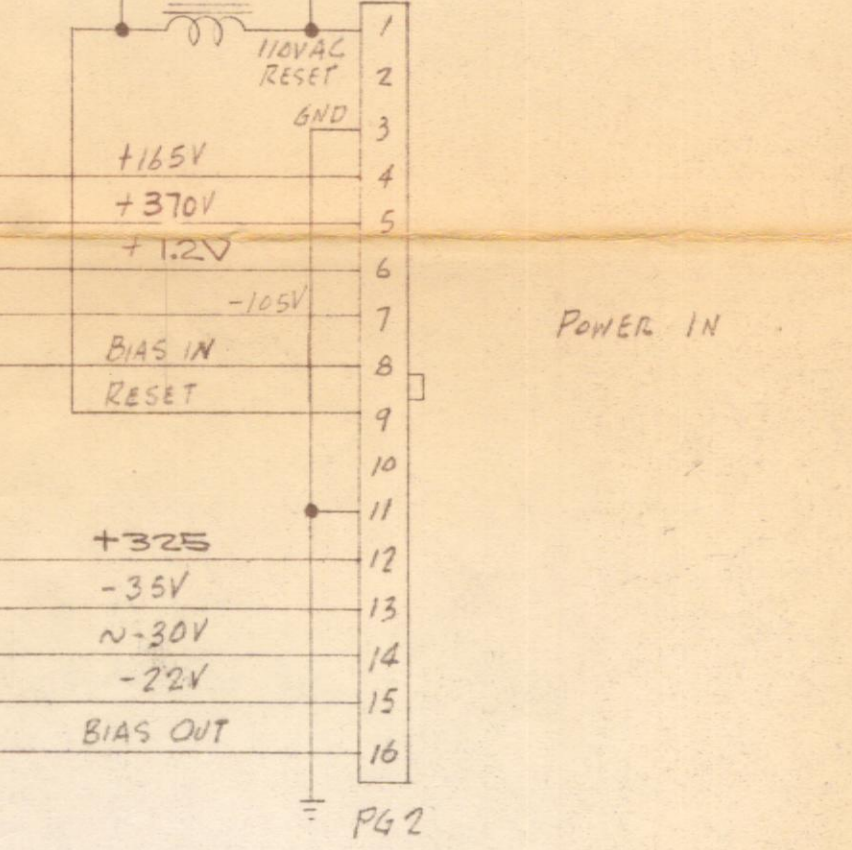 1
110VAC
RESET
2
GND
3
+165V
4
+370V
5
+1.2V
6
-105V
7
POWER IN
BIAS IN
8
RESET
9
10
11
+325
12
-35V
13
~-30V
14
-22V
15
BIAS OUT
16
PG2